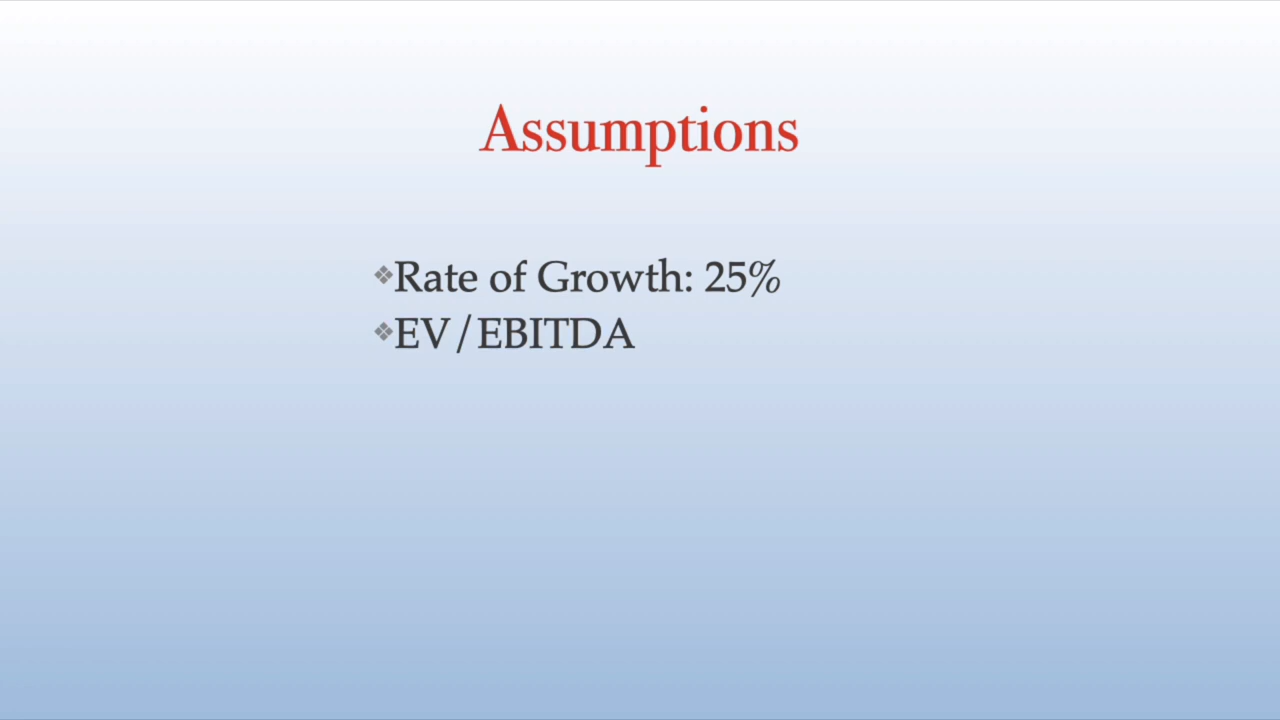 Assumptions
❖Rate of Growth: 25%
❖EV/EBITDA